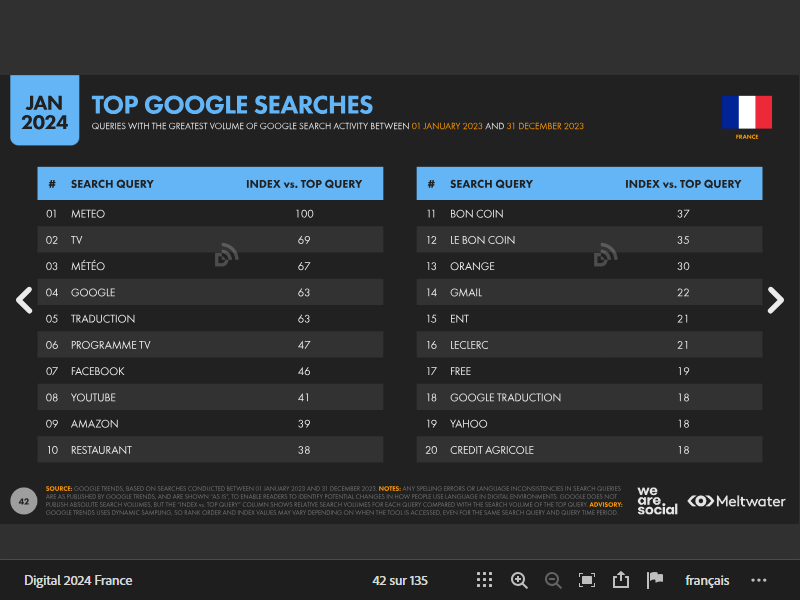 JAN
2024
TOP GOOGLE SEARCHES
QUERIES WITH THE GREATEST VOLUME OF GOOGLE SEARCH ACTIVITY BETWEEN 01 JANUARY 2023 AND 31 DECEMBER 2023
FRANCE
# SEARCH QUERY INDEX vs. TOP QUERY
01 METEO 100
02 TV 69
03 MÉTÉO 67
04 GOOGLE 63
05 TRADUCTION 63
06 PROGRAMME TV 47
07 FACEBOOK 46
08 YOUTUBE 41
09 AMAZON 39
10 RESTAURANT 38
# SEARCH QUERY INDEX vs. TOP QUERY
11 BON COIN 37
12 LE BON COIN 35
13 ORANGE 30
14 GMAIL 22
15 ENT 21
16 LECLERC 21
17 FREE 19
18 GOOGLE TRADUCTION 18
19 YAHOO 18
20 CREDIT AGRICOLE 18
42
SOURCE: GOOGLE TRENDS, BASED ON SEARCHES CONDUCTED BETWEEN 01 JANUARY 2023 AND 31 DECEMBER 2023. NOTES: ANY SPELLING ERRORS OR LANGUAGE INCONSISTENCIES IN SEARCH QUERIES
ARE AS PUBLISHED BY GOOGLE TRENDS, AND ARE SHOWN "AS IS", TO ENABLE READERS TO IDENTIFY POTENTIAL CHANGES IN HOW PEOPLE USE LANGUAGE IN DIGITAL ENVIRONMENTS. GOOGLE DOES NOT
PUBLISH ABSOLUTE SEARCH VOLUMES, BUT THE "INDEX vs. TOP QUERY" COLUMN SHOWS RELATIVE SEARCH VOLUMES FOR EACH QUERY COMPARED WITH THE SEARCH VOLUME OF THE TOP QUERY. ADVISORY:
GOOGLE TRENDS USES DYNAMIC SAMPLING, SO RANK ORDER AND INDEX VALUES MAY VARY DEPENDING ON WHEN THE TOOL IS ACCESSED, EVEN FOR THE SAME SEARCH QUERY AND QUERY TIME PERIOD.
we
are.
social
Meltwater
Digital 2024 France
42 sur 135
français